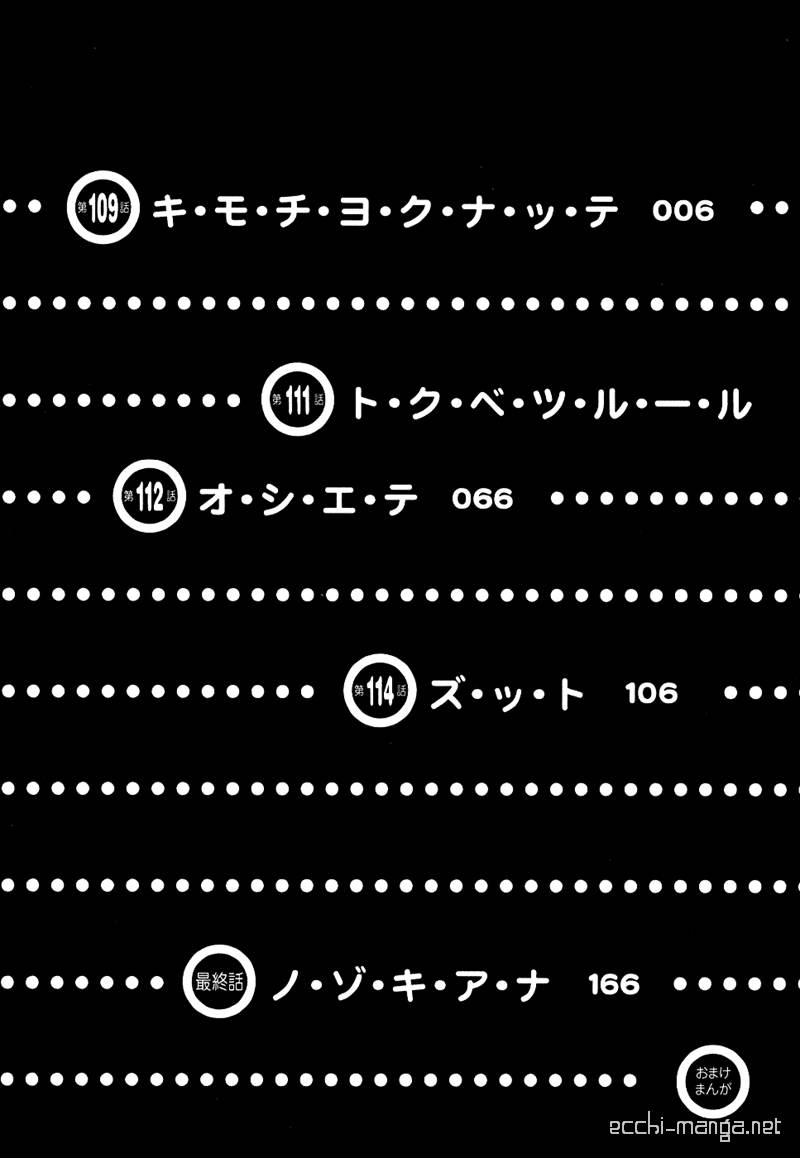 第109話 キ・モ・チ・ヨ・ク・ナ・ッ・テ 006
第111話 ト・ク・ベ・ツ・ル・ー・ル
第112話 オ・シ・エ・テ 066
第114話 ズ・ッ・ト 106
最終話 ノ・ゾ・キ・ア・ナ 166
おまけ
まんが
ecchi-manga.net